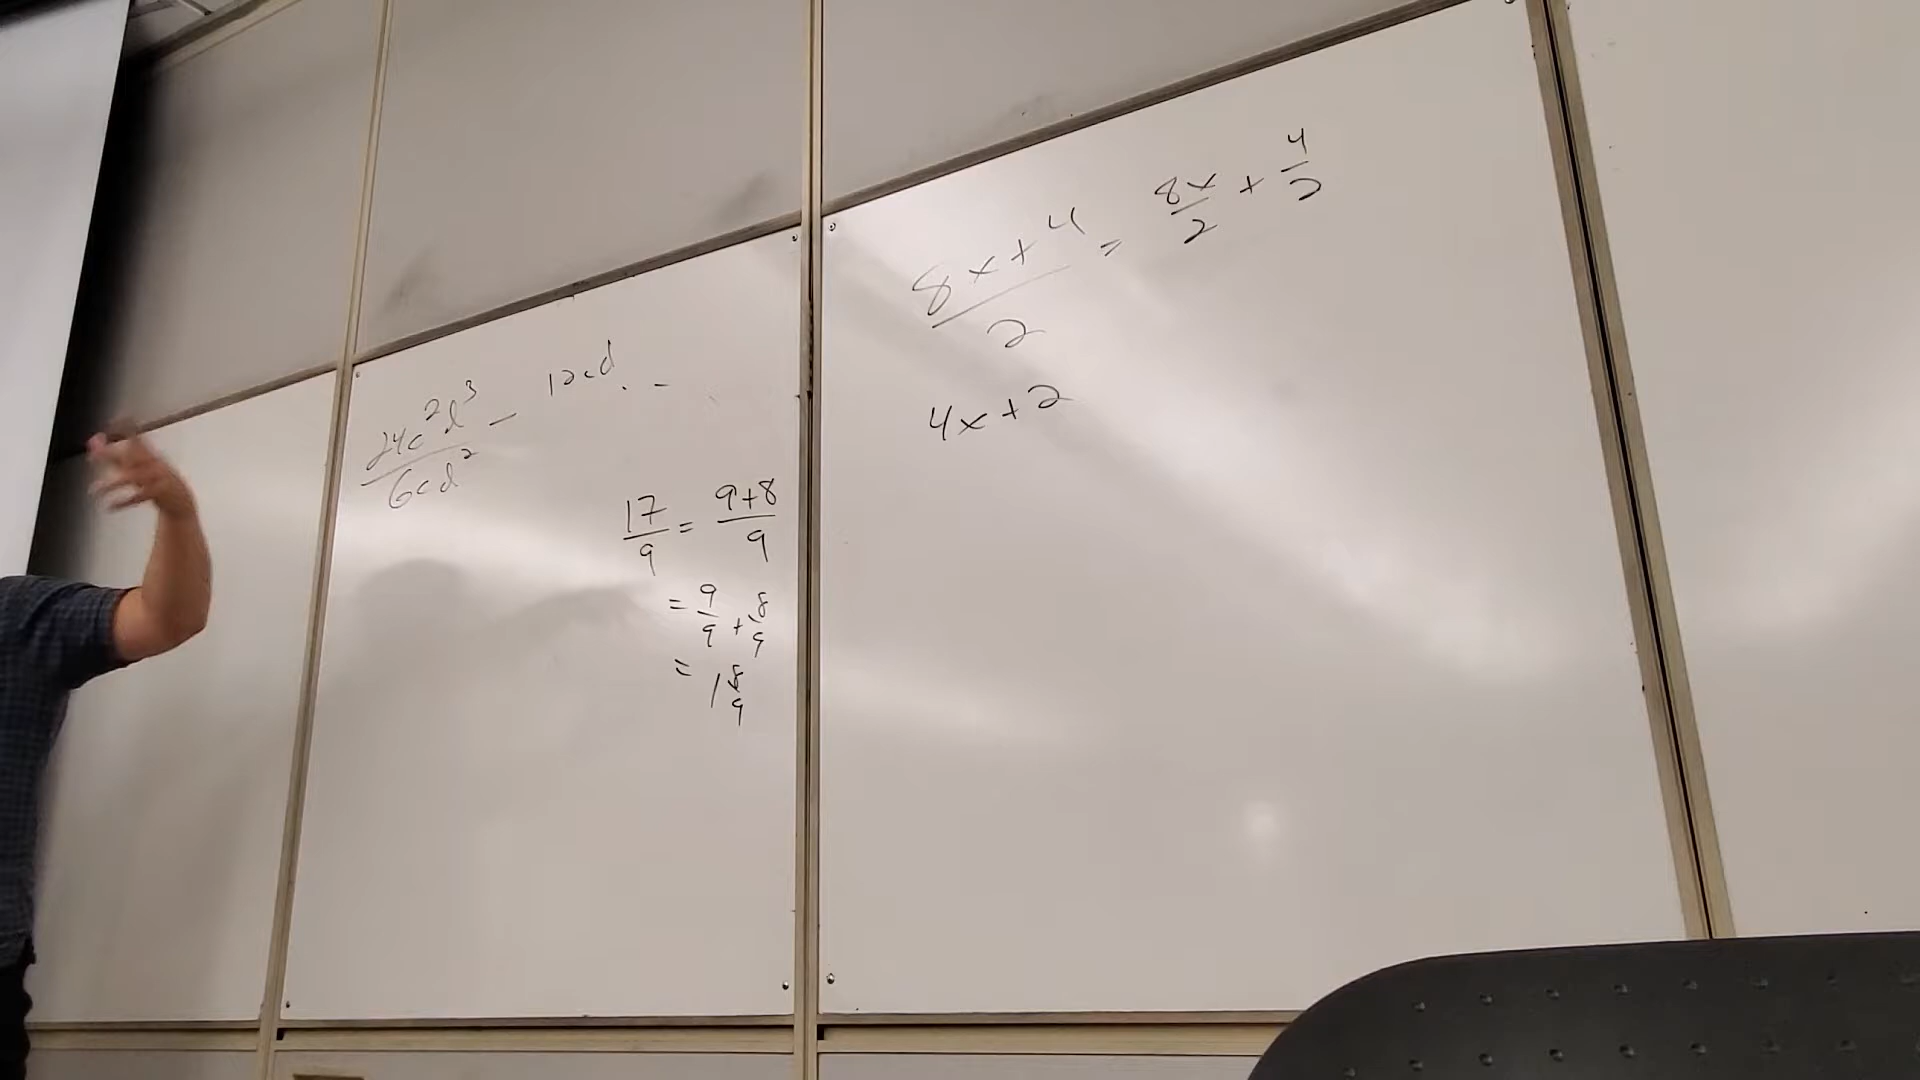 24c²d³/6cd² - 12cd . -
17/9 = 9+8/9
= 9/9 + 8/9
= 1 8/9
8x+4/2 = 8x/2 + 4/2
4x+2